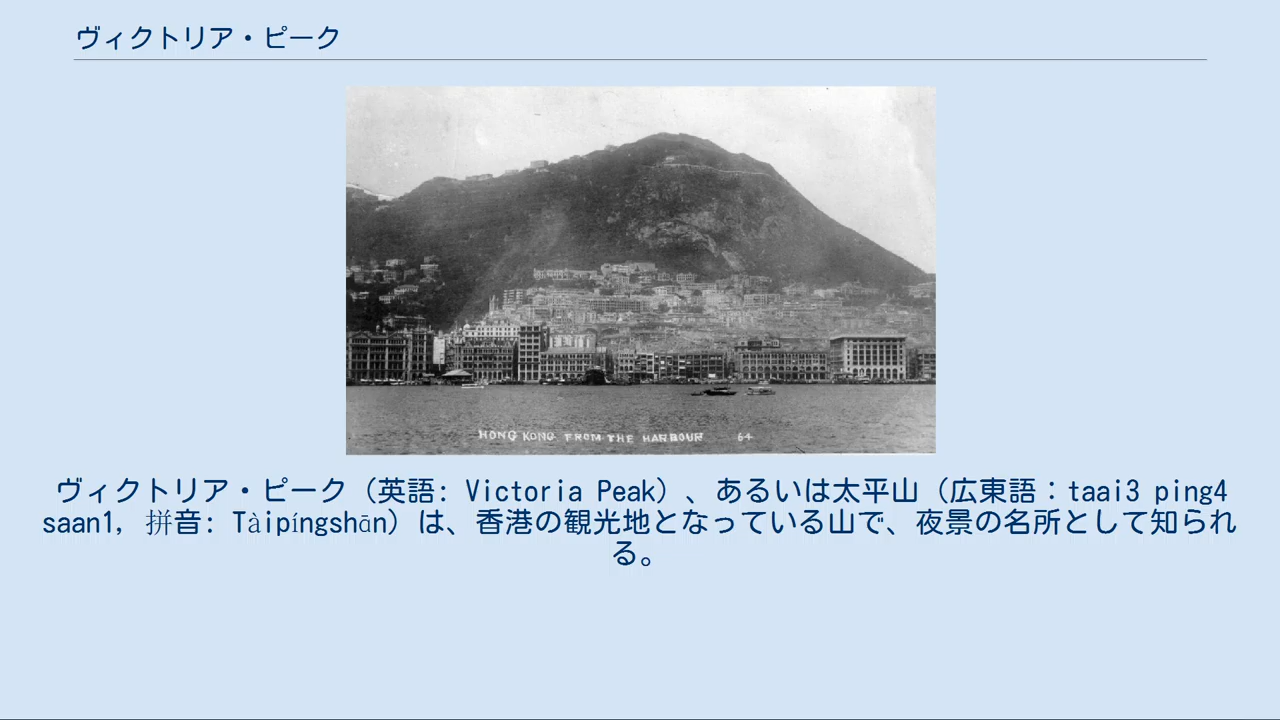 ヴィクトリア・ピーク
HONG KONG FROM THE HARBOUR 64
ヴィクトリア・ピーク（英語: Victoria Peak）、あるいは太平山（広東語：taai3 ping4
saan1, 拼音: Tàipíngshān）は、香港の観光地となっている山で、夜景の名所として知られ
る。